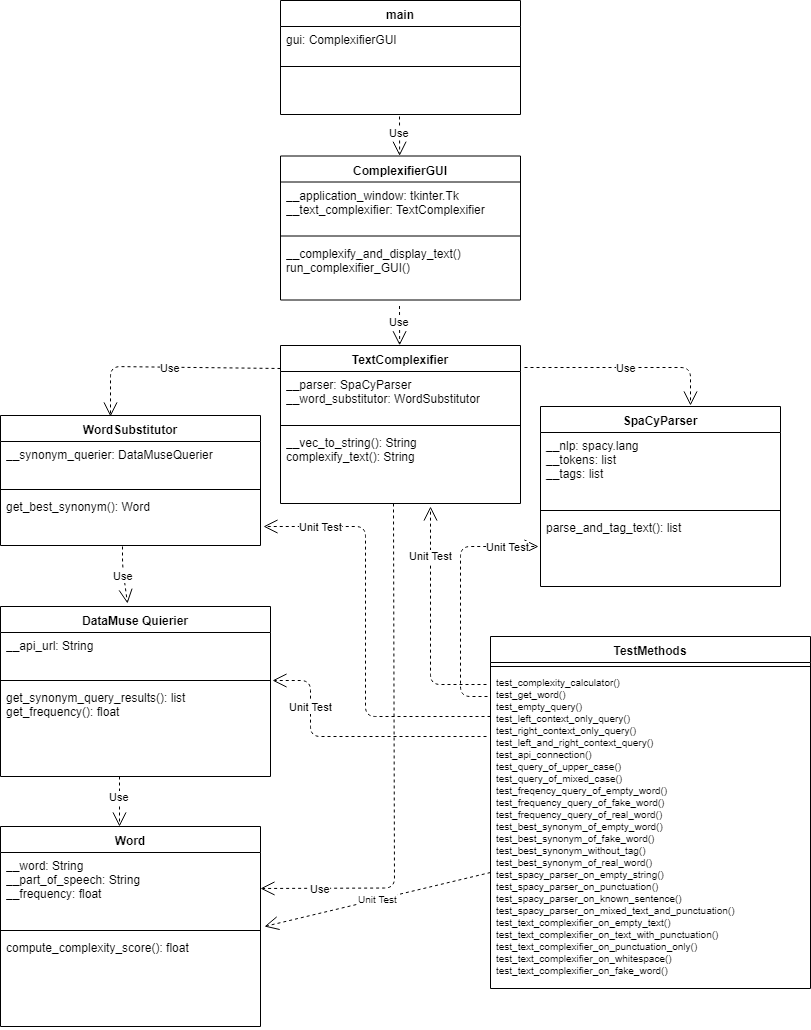 main
gui: ComplexifierGUI
Use
ComplexifierGUI
__application_window: tkinter.Tk
__text_complexifier: TextComplexifier
__complexify_and_display_text()
run_complexifier_GUI()
Use
TextComplexifier
__parser: SpaCyParser
__word_substitutor: WordSubstitutor
__vec_to_string(): String
complexify_text(): String
Use
Use
WordSubstitutor
__synonym_querier: DataMuseQuerier
get_best_synonym(): Word
SpaCyParser
__nlp: spacy.lang
__tokens: list
__tags: list
parse_and_tag_text(): list
Unit Test
Unit Test
Unit Test
Use
DataMuse Quierier
__api_url: String
get_synonym_query_results(): list
get_frequency(): float
Unit Test
TestMethods
test_complexity_calculator()
test_get_word()
test_empty_query()
test_left_context_only_query()
test_right_context_only_query()
test_left_and_right_context_query()
test_api_connection()
test_query_of_upper_case()
test_query_of_mixed_case()
test_freqency_query_of_empty_word()
test_frequency_query_of_fake_word()
test_frequency_query_of_real_word()
test_best_synonym_of_empty_word()
test_best_synonym_of_fake_word()
test_best_synonym_without_tag()
test_best_synonym_of_real_word()
test_spacy_parser_on_empty_string()
test_spacy_parser_on_punctuation()
test_spacy_parser_on_known_sentence()
test_spacy_parser_on_mixed_text_and_punctuation()
test_text_complexifier_on_empty_text()
test_text_complexifier_on_text_with_punctuation()
test_text_complexifier_on_punctuation_only()
test_text_complexifier_on_whitespace()
test_text_complexifier_on_fake_word()
Use
Word
__word: String
__part_of_speech: String
__frequency: float
compute_complexity_score(): float
Use
Unit Test